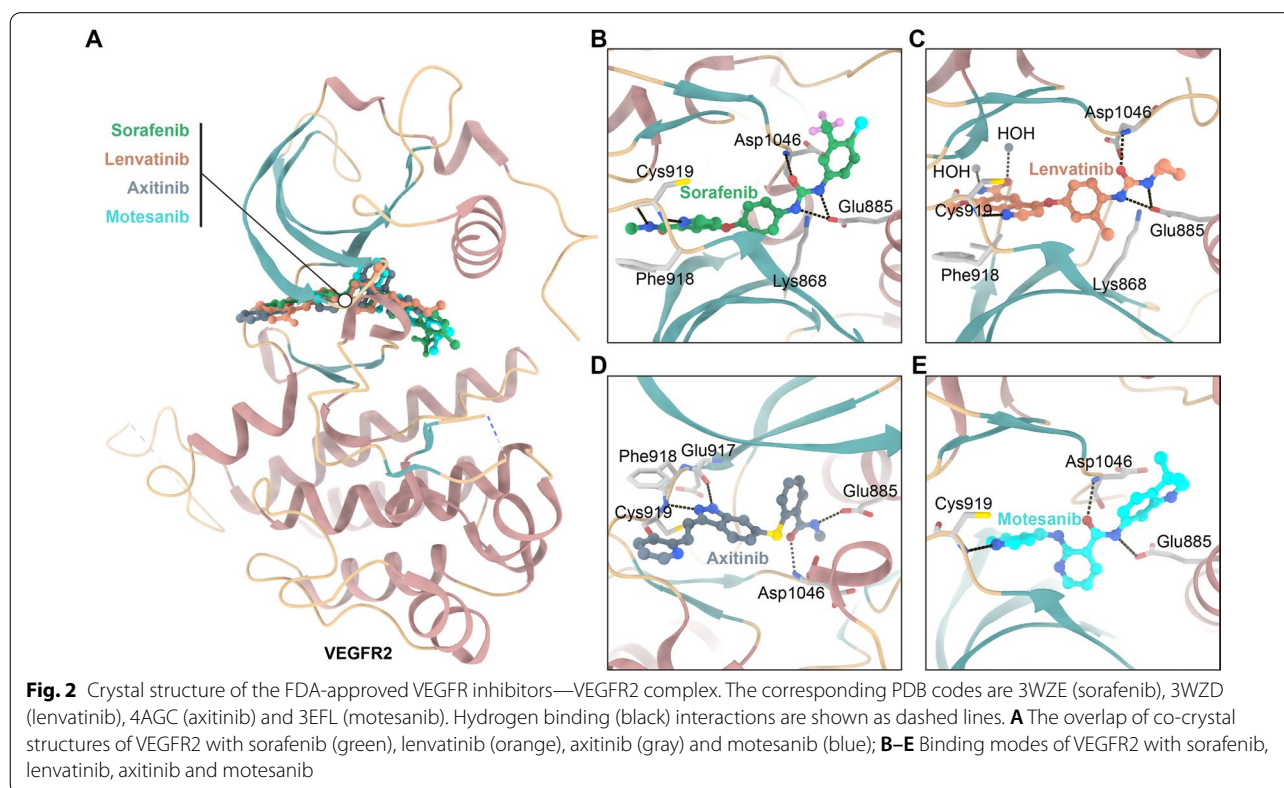 A
Sorafenib
Lenvatinib
Axitinib
Motesanib
VEGFR2
B
Asp1046
Cys919
Sorafenib
Glu885
Phe918
Lys868
C
Asp1046
HOH
HOH
Lenvatinib
Cys919
Glu885
Phe918
Lys868
D
Phe918
Glu917
Glu885
Cys919
Axitinib
Asp1046
E
Asp1046
Cys919
Motesanib
Glu885
Fig. 2 Crystal structure of the FDA-approved VEGFR inhibitors—VEGFR2 complex. The corresponding PDB codes are 3WZE (sorafenib), 3WZD
(lenvatinib), 4AGC (axitinib) and 3EFL (motesanib). Hydrogen binding (black) interactions are shown as dashed lines. A The overlap of co-crystal
structures of VEGFR2 with sorafenib (green), lenvatinib (orange), axitinib (gray) and motesanib (blue); B–E Binding modes of VEGFR2 with sorafenib,
lenvatinib, axitinib and motesanib